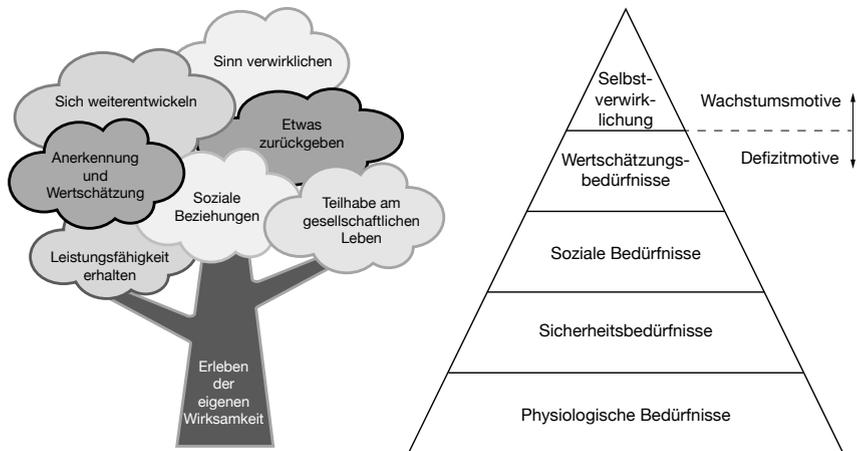 Sinn verwirklichen
Sich weiterentwickeln
Etwas
zurückgeben
Anerkennung
und
Wertschätzung
Soziale
Beziehungen
Teilhabe am
gesellschaftlichen
Leben
Leistungsfähigkeit
erhalten
Erleben
der
eigenen
Wirksamkeit
Selbst-
verwirk-
lichung
Wachstumsmotive
Defizitmotive
Wertschätzungs-
bedürfnisse
Soziale Bedürfnisse
Sicherheitsbedürfnisse
Physiologische Bedürfnisse